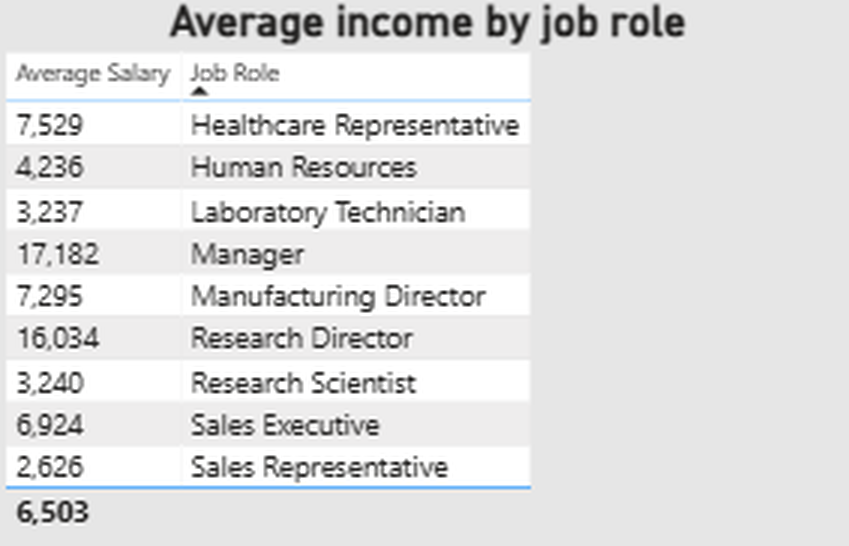 Average income by job role
Average Salary Job Role
7,529 Healthcare Representative
4,236 Human Resources
3,237 Laboratory Technician
17,182 Manager
7,295 Manufacturing Director
16,034 Research Director
3,240 Research Scientist
6,924 Sales Executive
2,626 Sales Representative
6,503